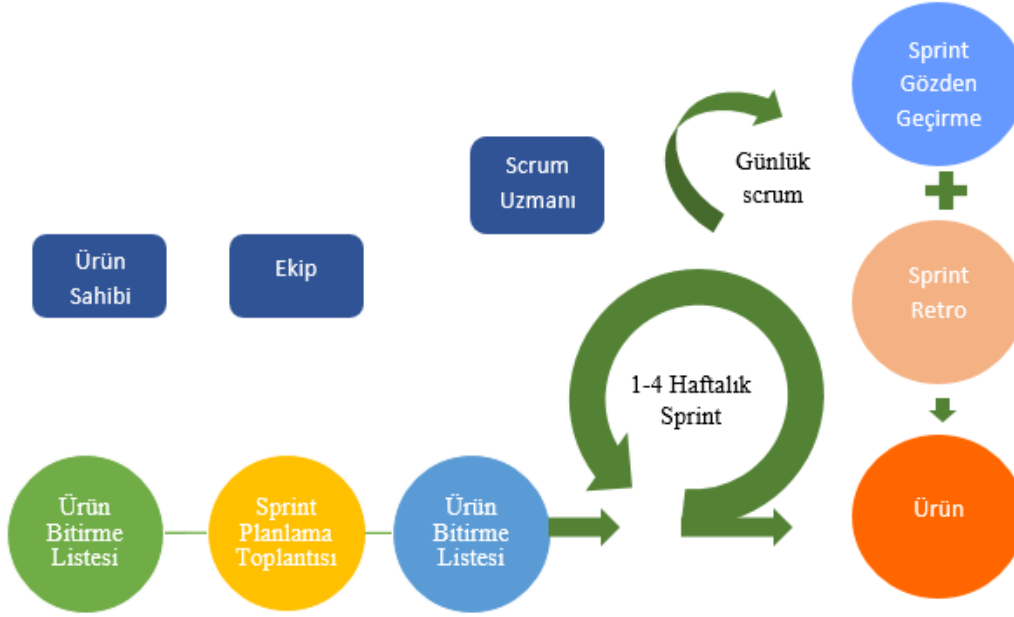 Sprint
Gözden
Geçirme
Scrum
Uzmanı
Günlük
scrum
Ürün
Sahibi
Ekip
Sprint
Retro
1-4 Haftalık
Sprint
Ürün
Bitirme
Listesi
Sprint
Planlama
Toplantısı
Ürün
Bitirme
Listesi
Ürün